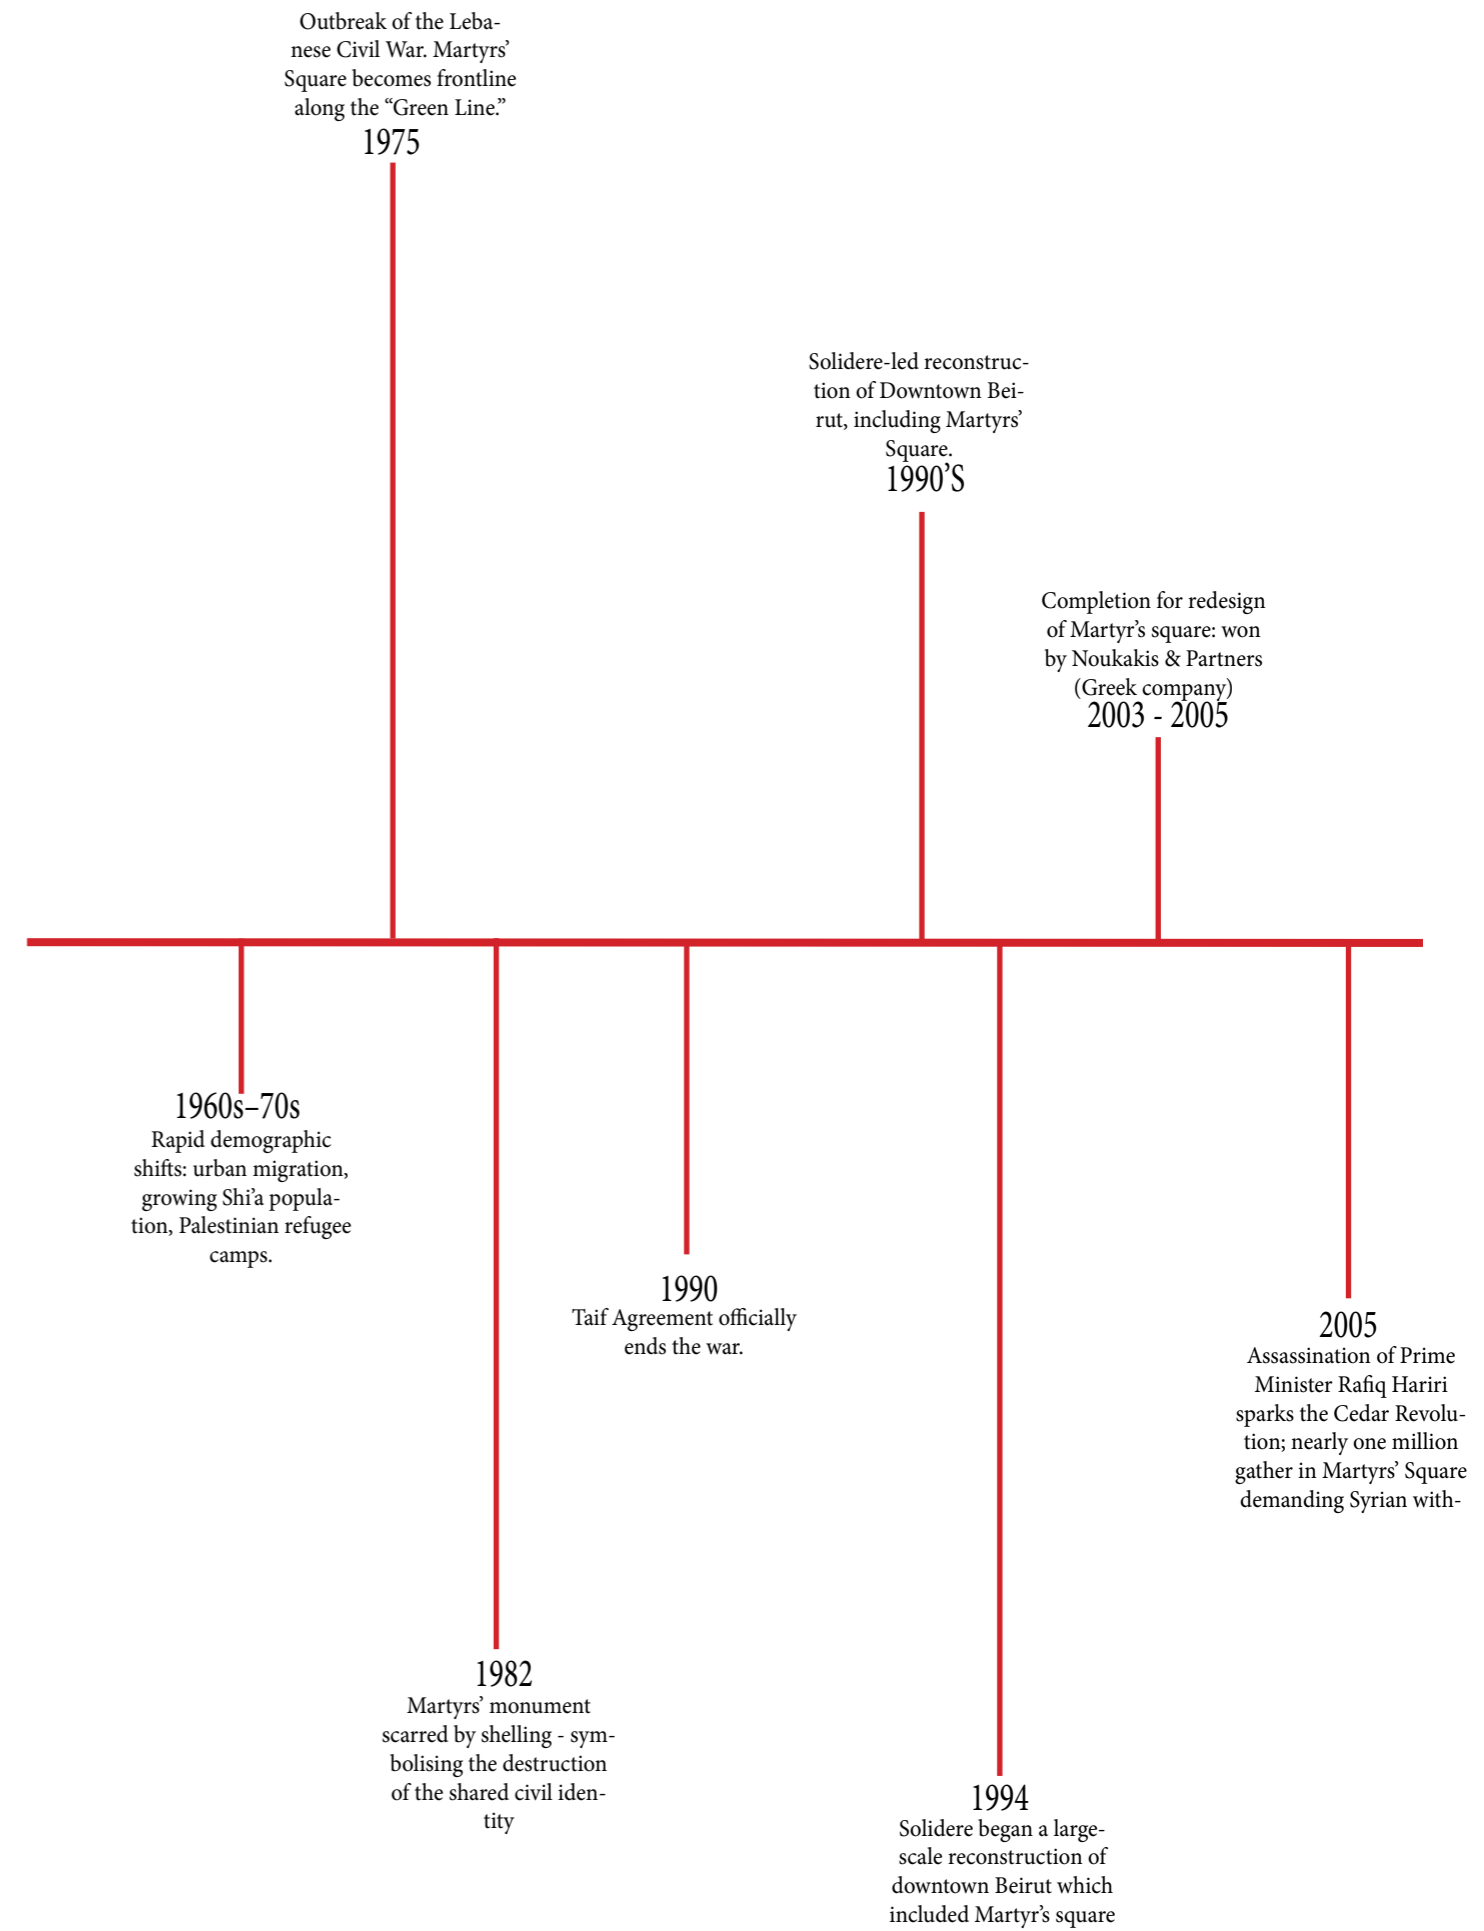 Outbreak of the Leba-
nese Civil War. Martyrs’
Square becomes frontline
along the “Green Line.”
1975
Solidere-led reconstruc-
tion of Downtown Bei-
rut, including Martyrs’
Square.
1990’S
Completion for redesign
of Martyr’s square: won
by Noukakis & Partners
(Greek company)
2003 - 2005
1960s–70s
Rapid demographic
shifts: urban migration,
growing Shi’a popula-
tion, Palestinian refugee
camps.
1982
Martyrs’ monument
scarred by shelling - sym-
bolising the destruction
of the shared civil iden-
tity
1990
Taif Agreement officially
ends the war.
1994
Solidere began a large-
scale reconstruction of
downtown Beirut which
included Martyr’s square
2005
Assassination of Prime
Minister Rafiq Hariri
sparks the Cedar Revolu-
tion; nearly one million
gather in Martyrs’ Square
demanding Syrian with-